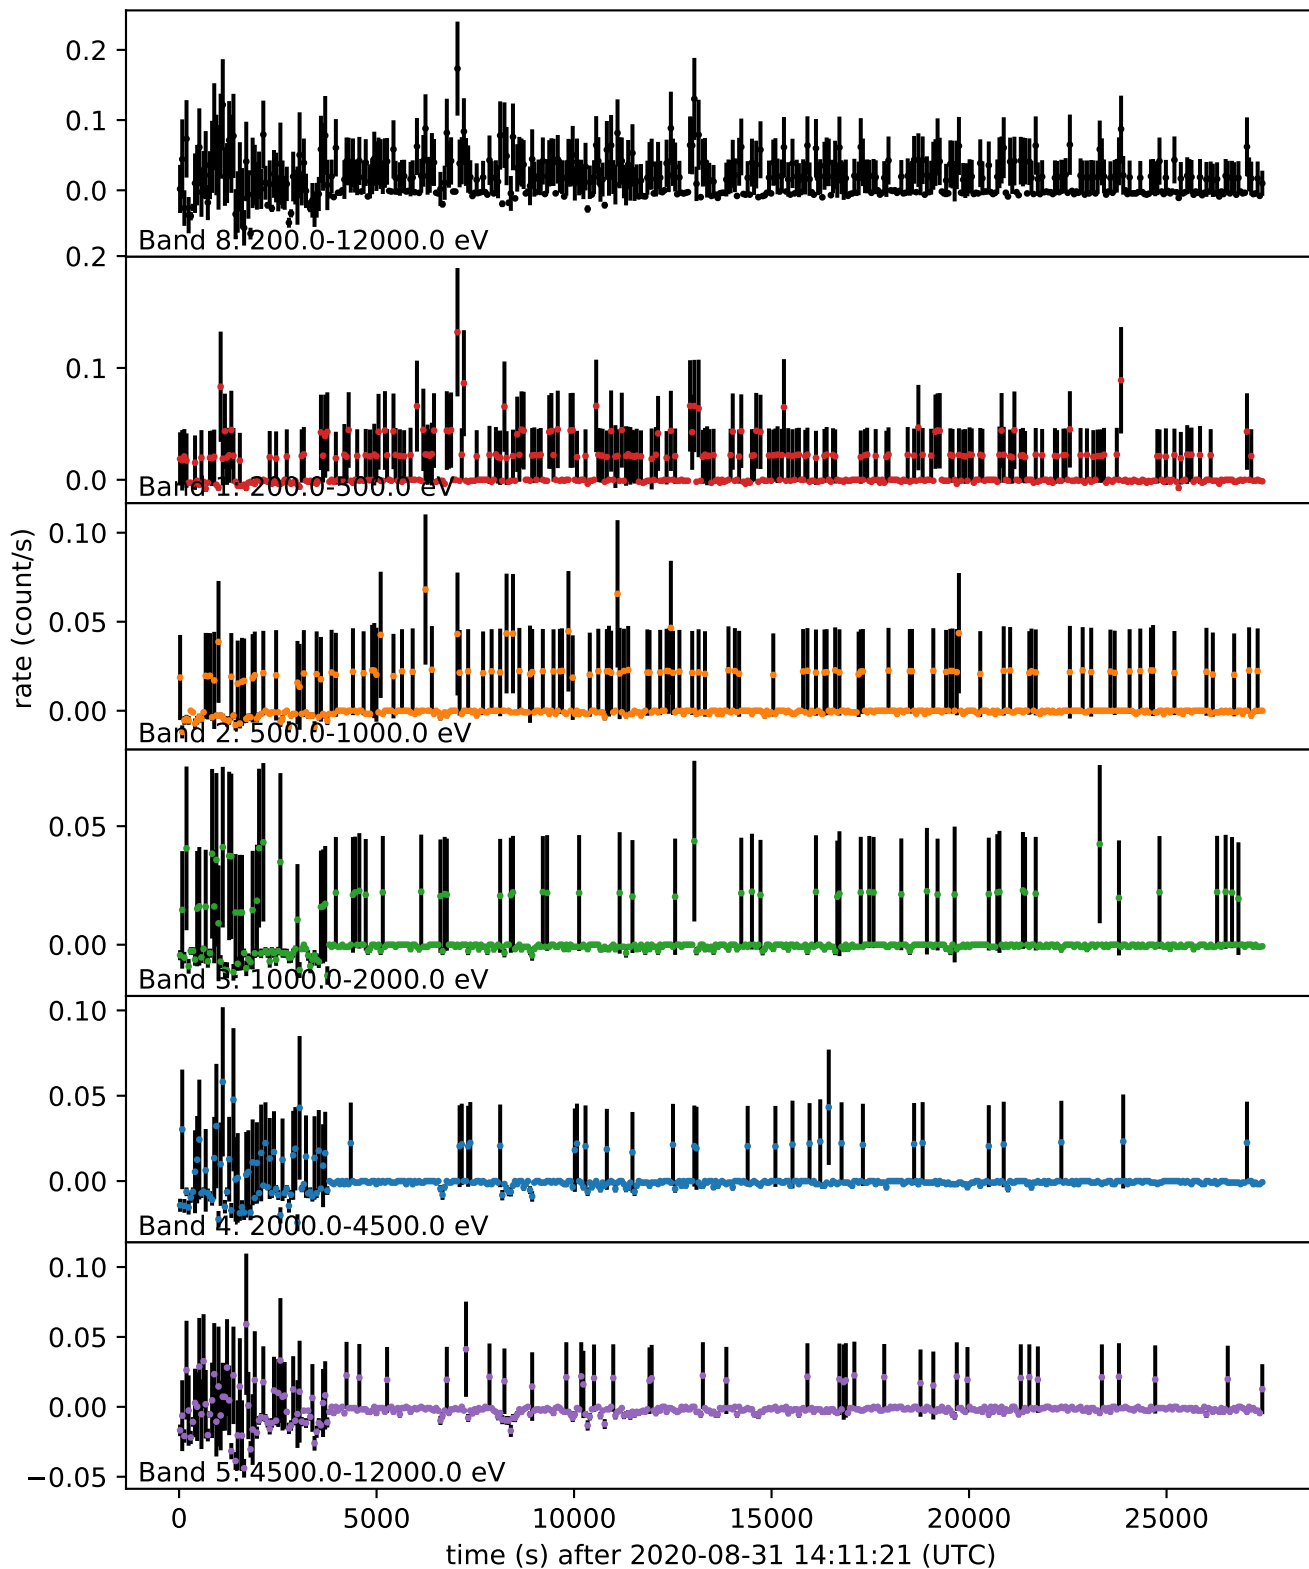 0.2
0.1
0.0
Band 8: 200.0-12000.0 eV
0.2
0.1
0.0
Band 1: 200.0-500.0 eV
0.10
0.05
0.00
Band 2: 500.0-1000.0 eV
rate (count/s)
0.05
0.00
Band 3: 1000.0-2000.0 eV
0.10
0.05
0.00
Band 4: 2000.0-4500.0 eV
0.10
0.05
0.00
−0.05
Band 5: 4500.0-12000.0 eV
0 5000 10000 15000 20000 25000
time (s) after 2020-08-31 14:11:21 (UTC)